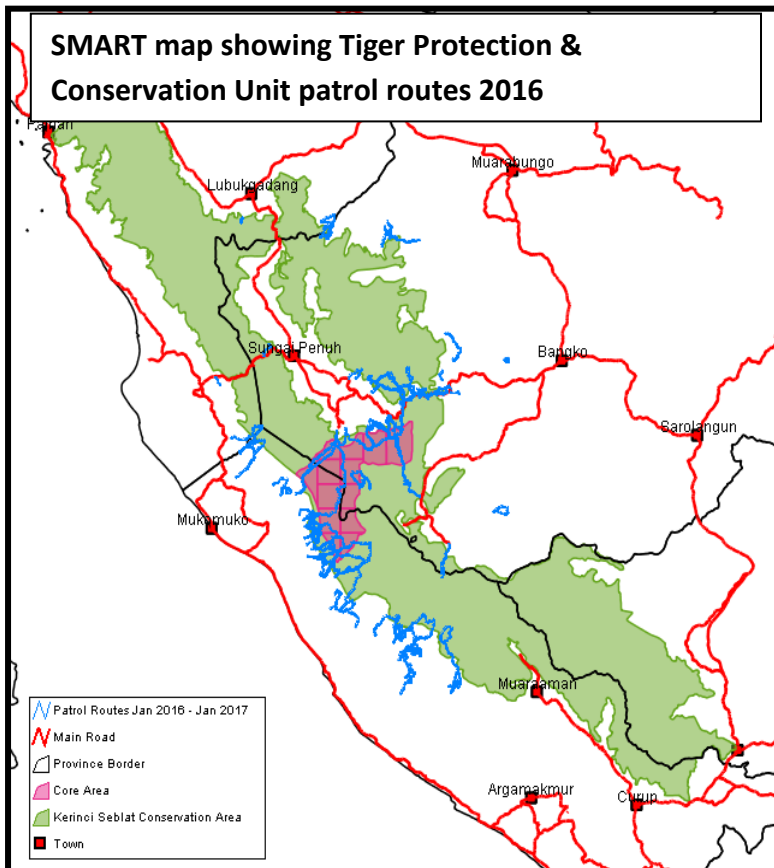 SMART map showing Tiger Protection &
Conservation Unit patrol routes 2016
Muarabungo
Lubukgadang
Sungai Penuh
Bangko
Sarolangun
Mukomuko
Muaraaman
Argamakmur
Curup
Patrol Routes Jan 2016 - Jan 2017
Main Road
Province Border
Core Area
Kerinci Seblat Conservation Area
Town